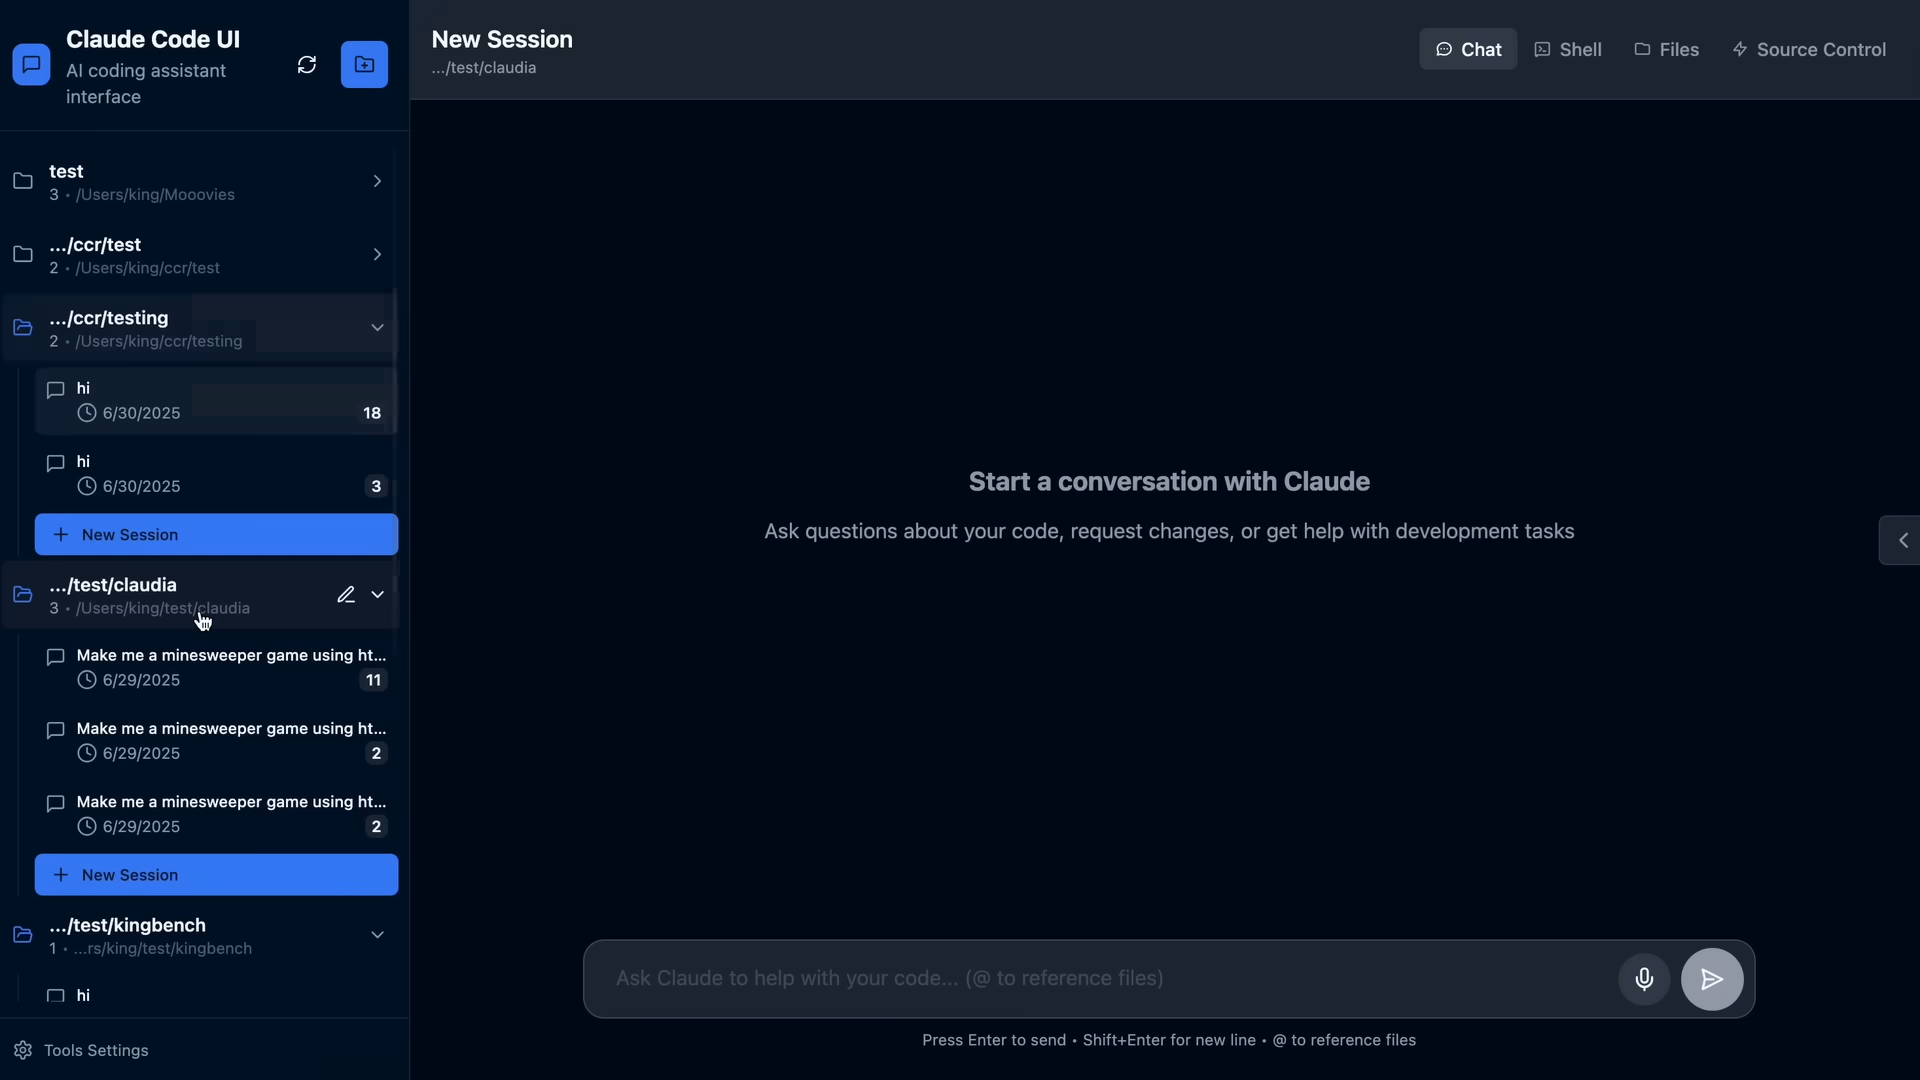 Claude Code UI
AI coding assistant
interface
test
3 • /Users/king/Mooovies
.../ccr/test
2 • /Users/king/ccr/test
.../ccr/testing
2 • /Users/king/ccr/testing
hi
6/30/2025
18
hi
6/30/2025
3
+ New Session
.../test/claudia
3 • /Users/king/test/claudia
Make me a minesweeper game using ht...
6/29/2025
11
Make me a minesweeper game using ht...
6/29/2025
2
Make me a minesweeper game using ht...
6/29/2025
2
+ New Session
.../test/kingbench
1 • ...rs/king/test/kingbench
hi
Tools Settings
New Session
.../test/claudia
Chat
Shell
Files
Source Control
Start a conversation with Claude
Ask questions about your code, request changes, or get help with development tasks
Ask Claude to help with your code... (@ to reference files)
Press Enter to send • Shift+Enter for new line • @ to reference files